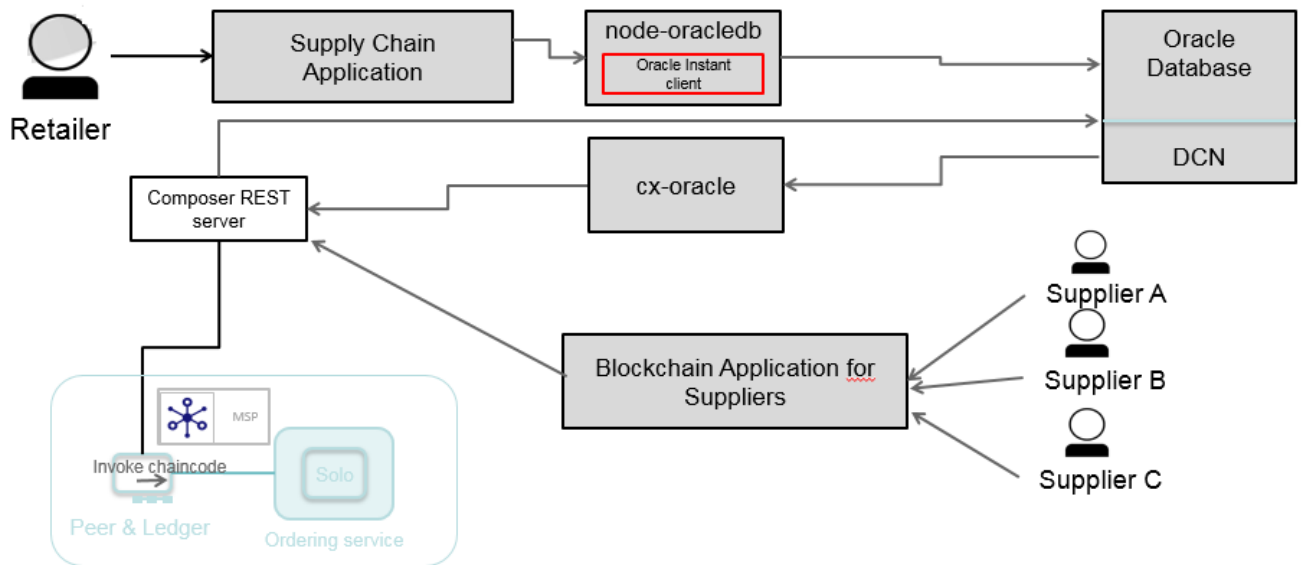 Retailer
Supply Chain
Application
node-oracledb
Oracle Instant
client
Oracle
Database
DCN
cx-oracle
Composer REST
server
Supplier A
Supplier B
Supplier C
Blockchain Application for
Suppliers
MSP
Invoke chaincode
Solo
Peer & Ledger
Ordering service